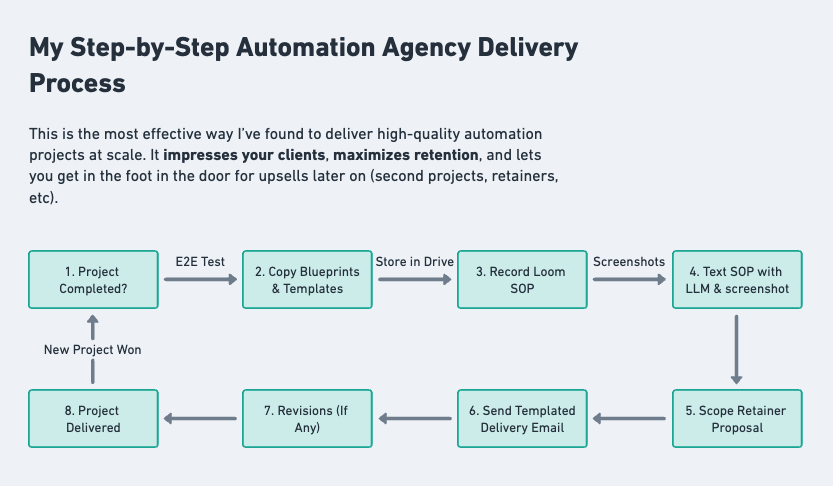 My Step-by-Step Automation Agency Delivery
Process
This is the most effective way I've found to deliver high-quality automation
projects at scale. It impresses your clients, maximizes retention, and lets
you get in the foot in the door for upsells later on (second projects, retainers,
etc).
1. Project
Completed?
E2E Test
2. Copy Blueprints
& Templates
Store in Drive
3. Record Loom
SOP
Screenshots
4. Text SOP with
LLM & screenshot
5. Scope Retainer
Proposal
6. Send Templated
Delivery Email
7. Revisions (If
Any)
8. Project
Delivered
New Project Won